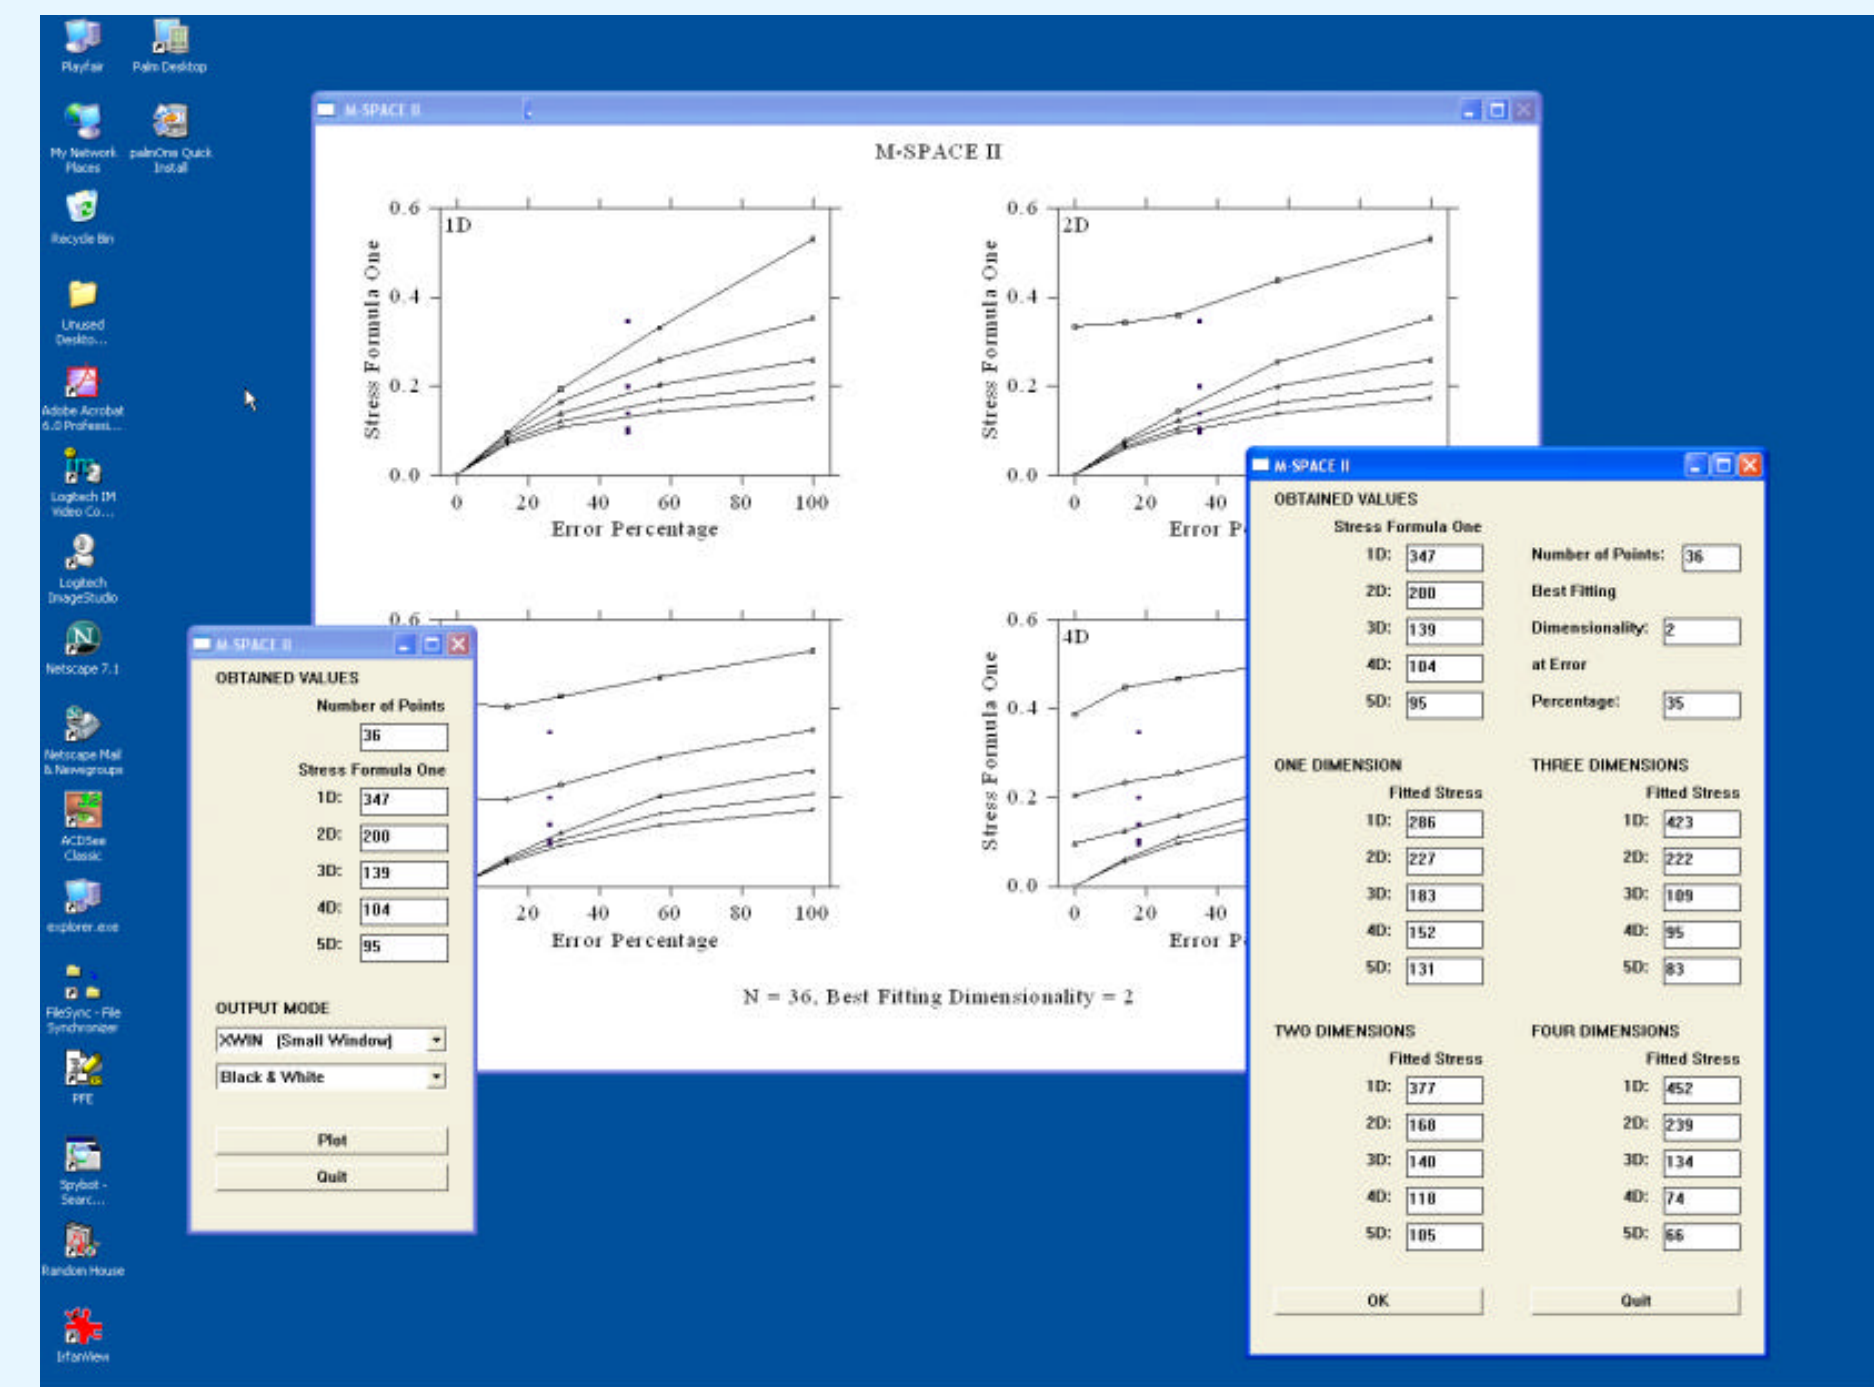 Playfair
Palm Desktop
My Network Places
palmOne Quick Install
Recycle Bin
Unused Deskto...
Adobe Acrobat 6.0 Professi...
Logitech IM Video Co...
Logitech ImageStudio
Netscape 7.1
Netscape Mail & Newsgroups
ACDSee Classic
explorer.exe
FileSync - File Synchronizer
PFE
Spybot - Searc...
Random House
IrfanView
M-SPACE II
M-SPACE II
1D
Stress Formula One
0.6
0.4
0.2
0.0
0 20 40 60 80 100
Error Percentage
2D
Stress Formula One
0.6
0.4
0.2
0.0
0 20 40
Error P
0.6
20 40 60 80 100
Error Percentage
4D
Stress Formula One
0.6
0.4
0.2
0.0
0 20 40
Error P
N = 36, Best Fitting Dimensionality = 2
M-SPACE II
OBTAINED VALUES
Number of Points
36
Stress Formula One
1D: 347
2D: 200
3D: 139
4D: 104
5D: 95
OUTPUT MODE
XWIN (Small Window)
Black & White
Plot
Quit
M-SPACE II
OBTAINED VALUES
Stress Formula One
1D: 347
2D: 200
3D: 139
4D: 104
5D: 95
Number of Points: 36
Best Fitting
Dimensionality: 2
at Error
Percentage: 35
ONE DIMENSION
Fitted Stress
1D: 286
2D: 227
3D: 183
4D: 152
5D: 131
THREE DIMENSIONS
Fitted Stress
1D: 423
2D: 222
3D: 109
4D: 95
5D: 83
TWO DIMENSIONS
Fitted Stress
1D: 377
2D: 168
3D: 140
4D: 118
5D: 105
FOUR DIMENSIONS
Fitted Stress
1D: 452
2D: 239
3D: 134
4D: 74
5D: 66
OK
Quit